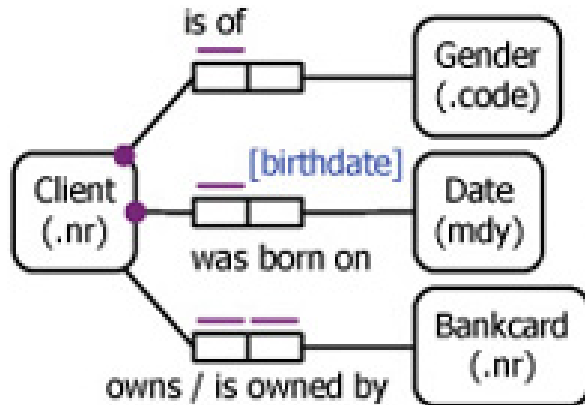 is of
Gender
(.code)
Client
(.nr)
[birthdate]
was born on
Date
(mdy)
owns / is owned by
Bankcard
(.nr)